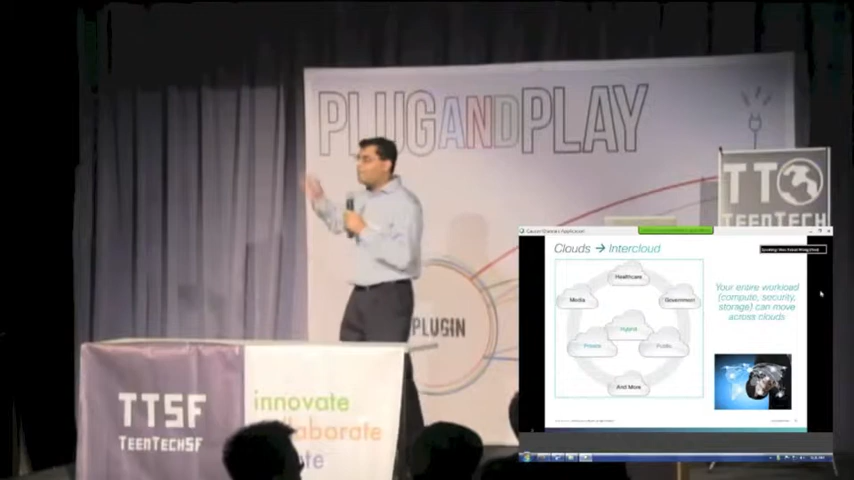 PLUGANDPLAY
TTO
TEENTECH
PLUGIN
TTSF
TEENTECHSF
innovate
Clouds → Intercloud
Healthcare
Media
Government
Hybrid
Private
Public
And More
Your entire workload
(compute, security,
storage) can move
across clouds